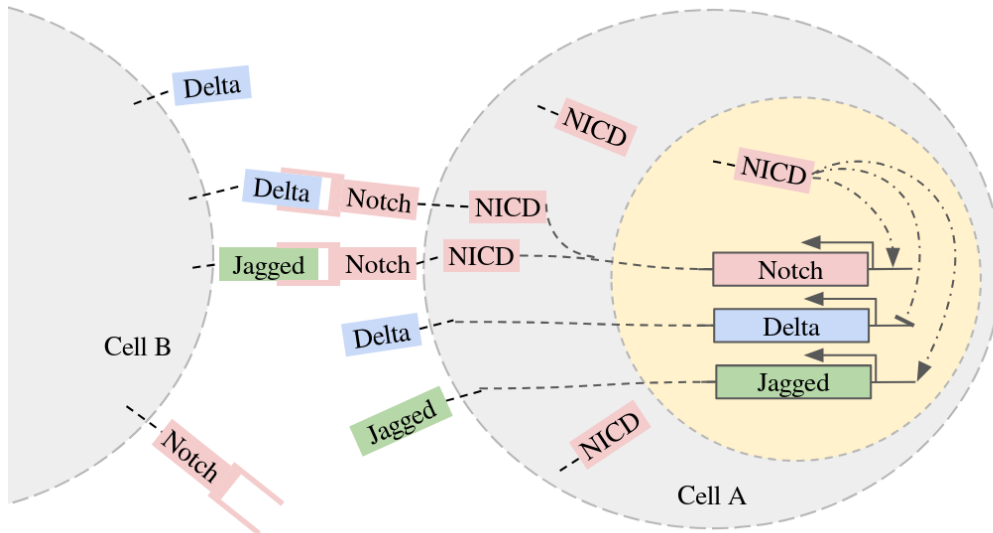 Delta
NICD
NICD
Delta
Notch
NICD
Jagged
Notch
NICD
Notch
Delta
Delta
Cell B
Jagged
Jagged
NICD
Notch
Cell A